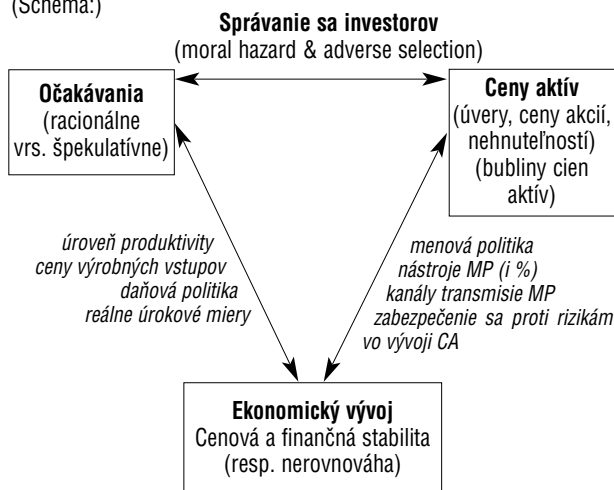 (Schéma:)
Správanie sa investorov
(moral hazard & adverse selection)
Očakávania
(racionálne
vrs. špekulatívne)
Ceny aktív
(úvery, ceny akcií,
nehnuteľností)
(bubliny cien
aktív)
úroveň produktivity
ceny výrobných vstupov
daňová politika
reálne úrokové miery
menová politika
nástroje MP (i %)
kanály transmisie MP
zabezpečenie sa proti rizikám
vo vývoji CA
Ekonomický vývoj
Cenová a finančná stabilita
(resp. nerovnováha)